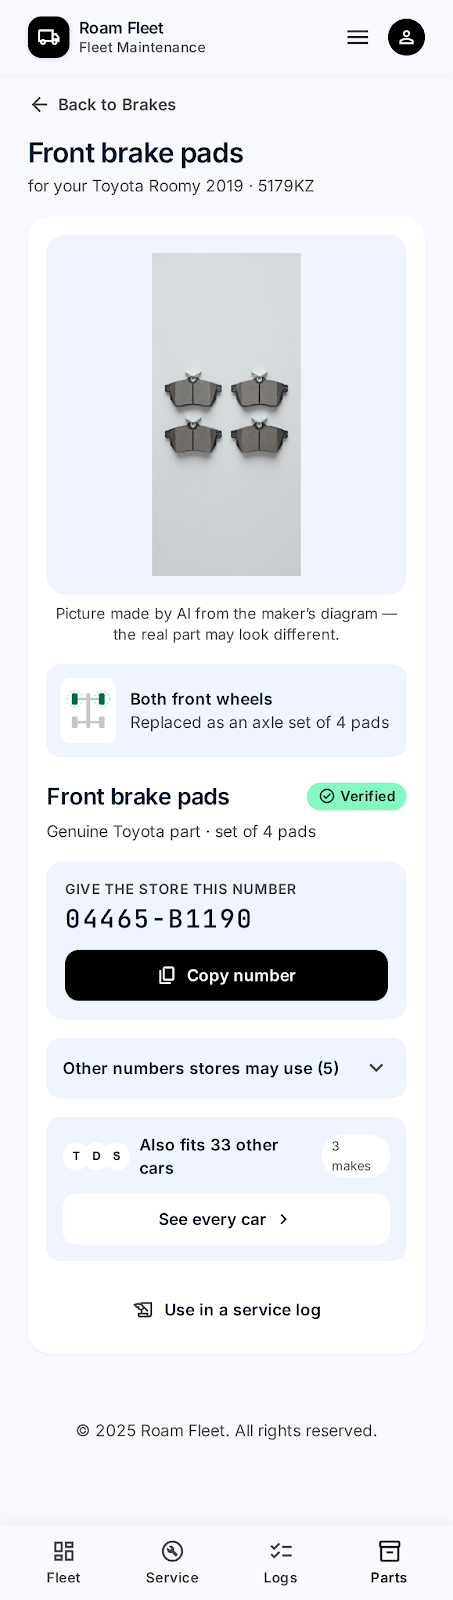 Roam Fleet
Fleet Maintenance
Back to Brakes
Front brake pads
for your Toyota Roomy 2019 · 5179KZ
Picture made by AI from the maker’s diagram —
the real part may look different.
Both front wheels
Replaced as an axle set of 4 pads
Front brake pads
Verified
Genuine Toyota part · set of 4 pads
GIVE THE STORE THIS NUMBER
04465-B1190
Copy number
Other numbers stores may use (5)
T D S
Also fits 33 other
cars
3
makes
See every car
Use in a service log
© 2025 Roam Fleet. All rights reserved.
Fleet
Service
Logs
Parts